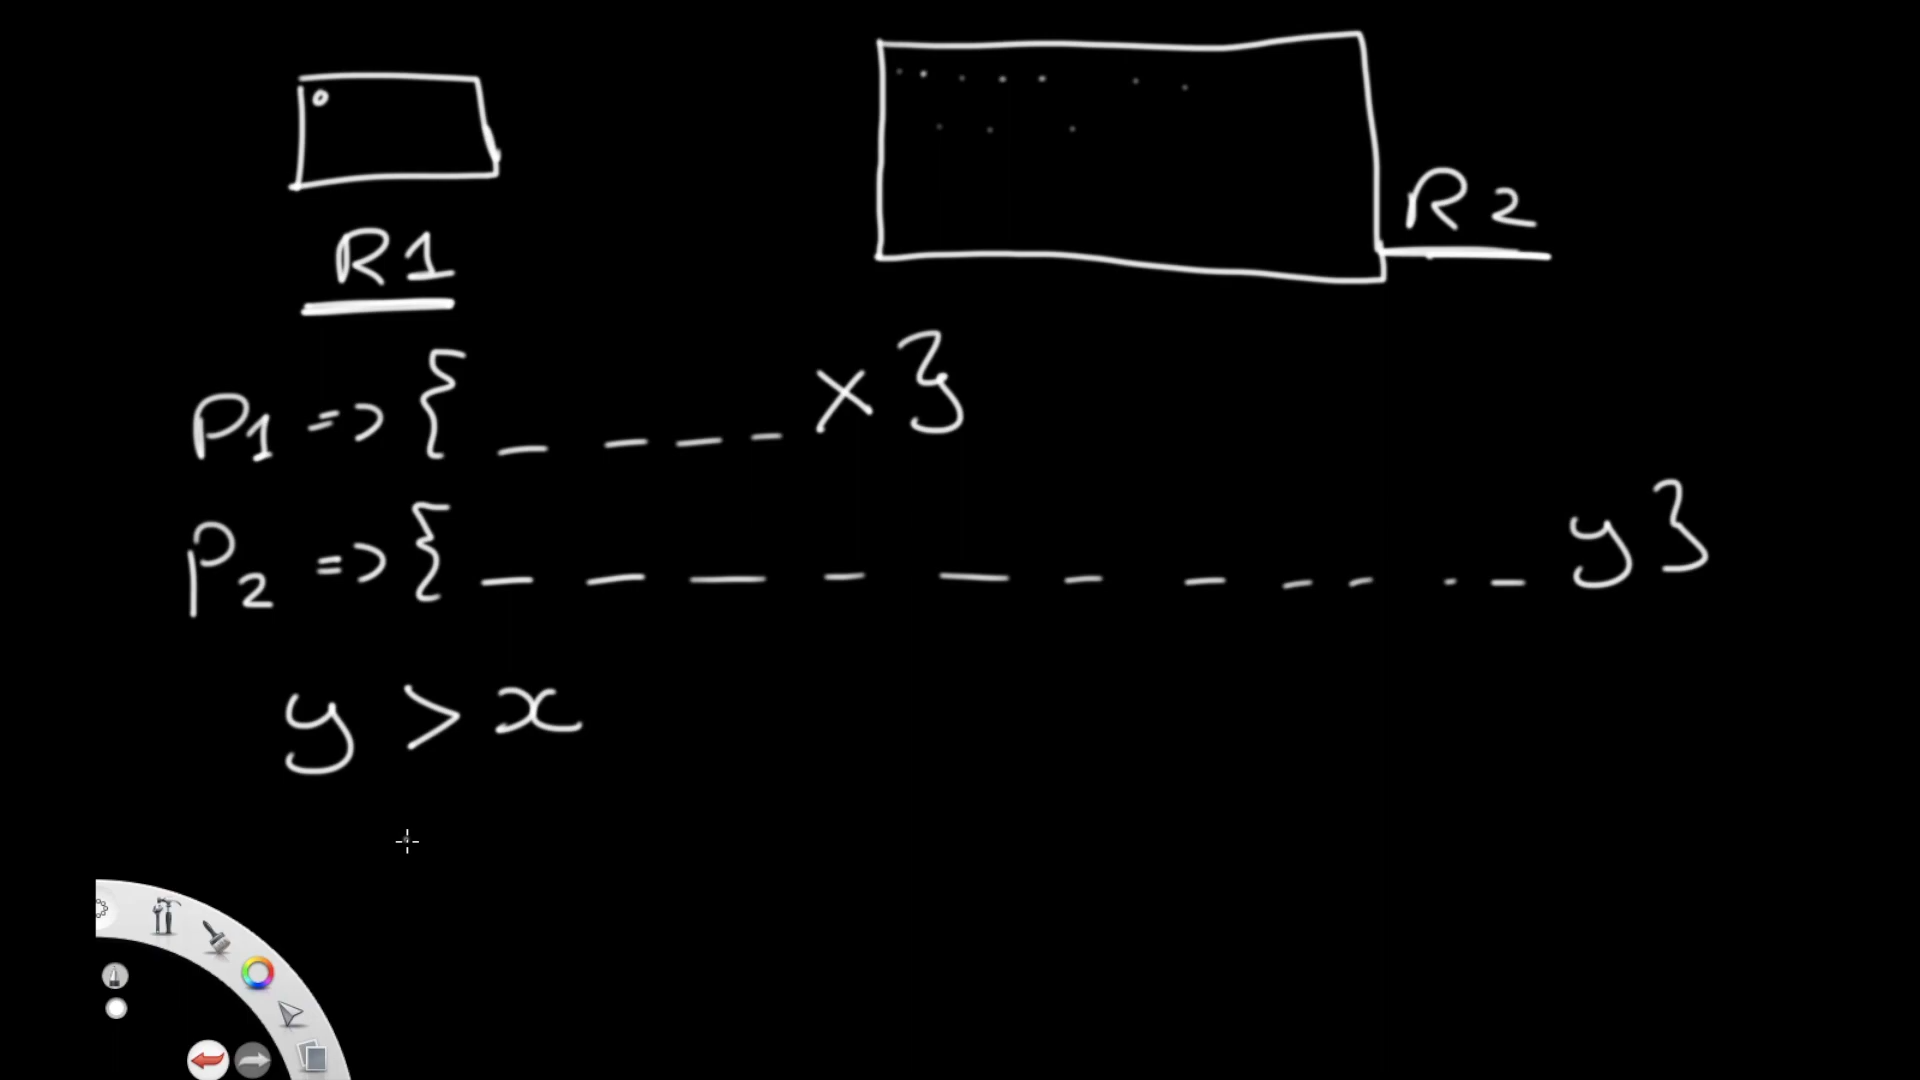 R1
R2
P1 => {_ _ _ _ x}
P2 => {_ _ _ _ _ _ _ _ _ _ _ y}
y > x